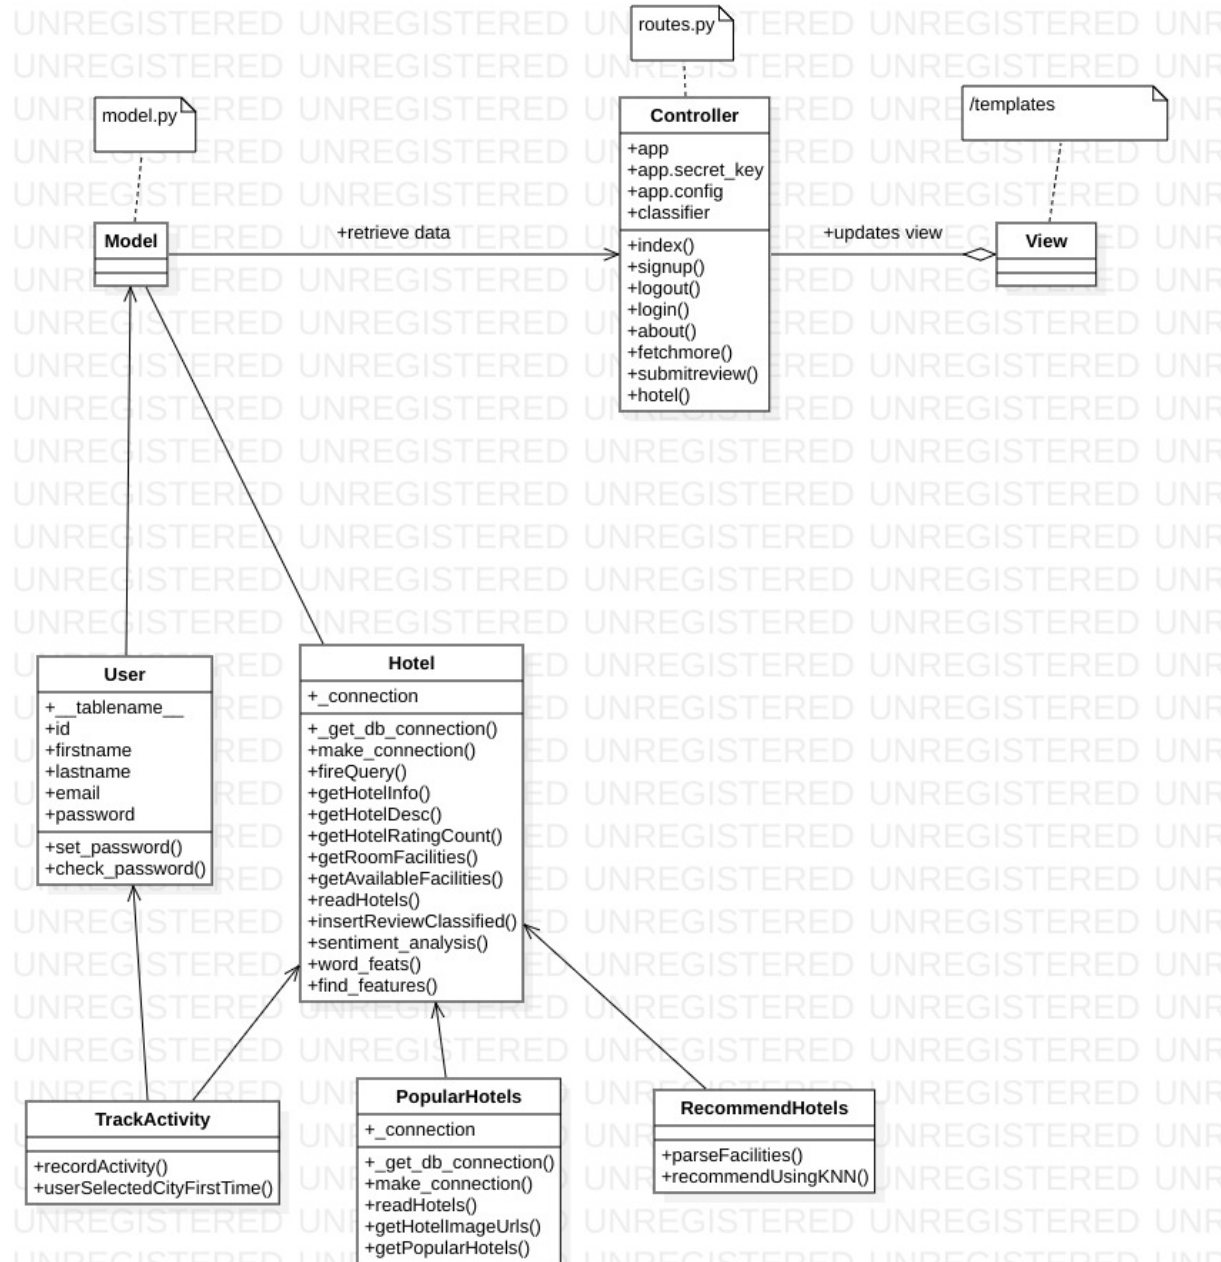 routes.py
model.py
/templates
Controller
+app
+app.secret_key
+app.config
+classifier
+index()
+signup()
+logout()
+login()
+about()
+fetchmore()
+submitreview()
+hotel()
Model
+retrieve data
+updates view
View
User
+__tablename__
+id
+firstname
+lastname
+email
+password
+set_password()
+check_password()
Hotel
+_connection
+_get_db_connection()
+make_connection()
+fireQuery()
+getHotelInfo()
+getHotelDesc()
+getHotelRatingCount()
+getRoomFacilities()
+getAvailableFacilities()
+readHotels()
+insertReviewClassified()
+sentiment_analysis()
+word_feats()
+find_features()
TrackActivity
+recordActivity()
+userSelectedCityFirstTime()
PopularHotels
+_connection
+_get_db_connection()
+make_connection()
+readHotels()
+getHotelImageUrls()
+getPopularHotels()
RecommendHotels
+parseFacilities()
+recommendUsingKNN()
UNREGISTERED